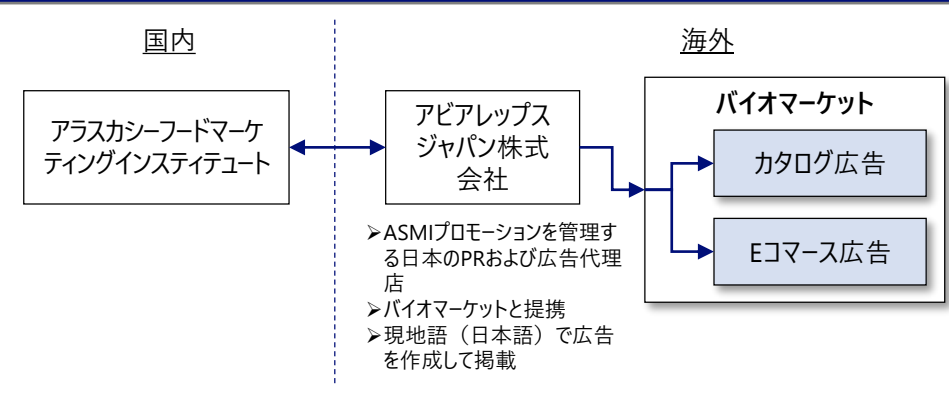 国内
海外
アラスカシーフードマーケ
ティングインスティテュート
アビアレップス
ジャパン株式
会社
バイオマーケット
カタログ広告
Eコマース広告
➢ASMIプロモーションを管理す
る日本のPRおよび広告代理
店
➢バイオマーケットと提携
➢現地語（日本語）で広告
を作成して掲載